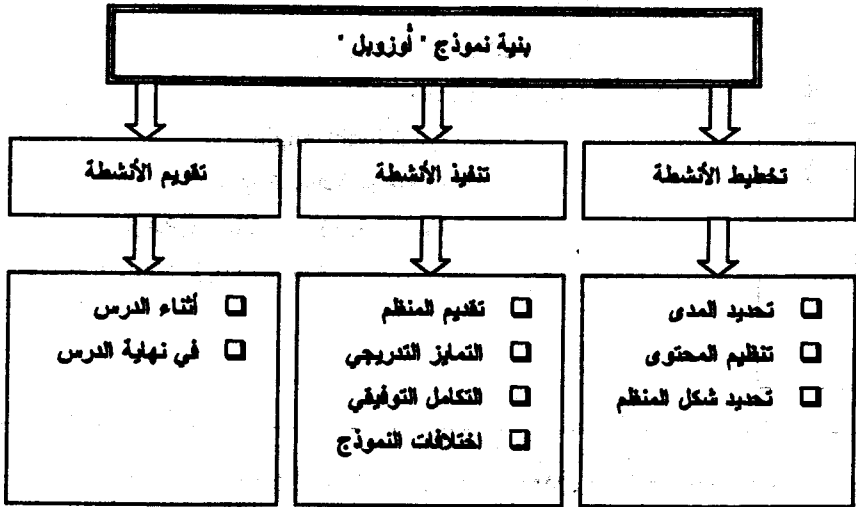 بنية نموذج " أوزوبل "
تخطيط الأنشطة
تنفيذ الأنشطة
تقويم الأنشطة
تحديد المدى
تنظيم المحتوى
تحديد شكل المنظم
تقديم المنظم
التمايز التدريجي
التكامل التوفيقي
اختلافات النموذج
أثناء الدرس
في نهاية الدرس